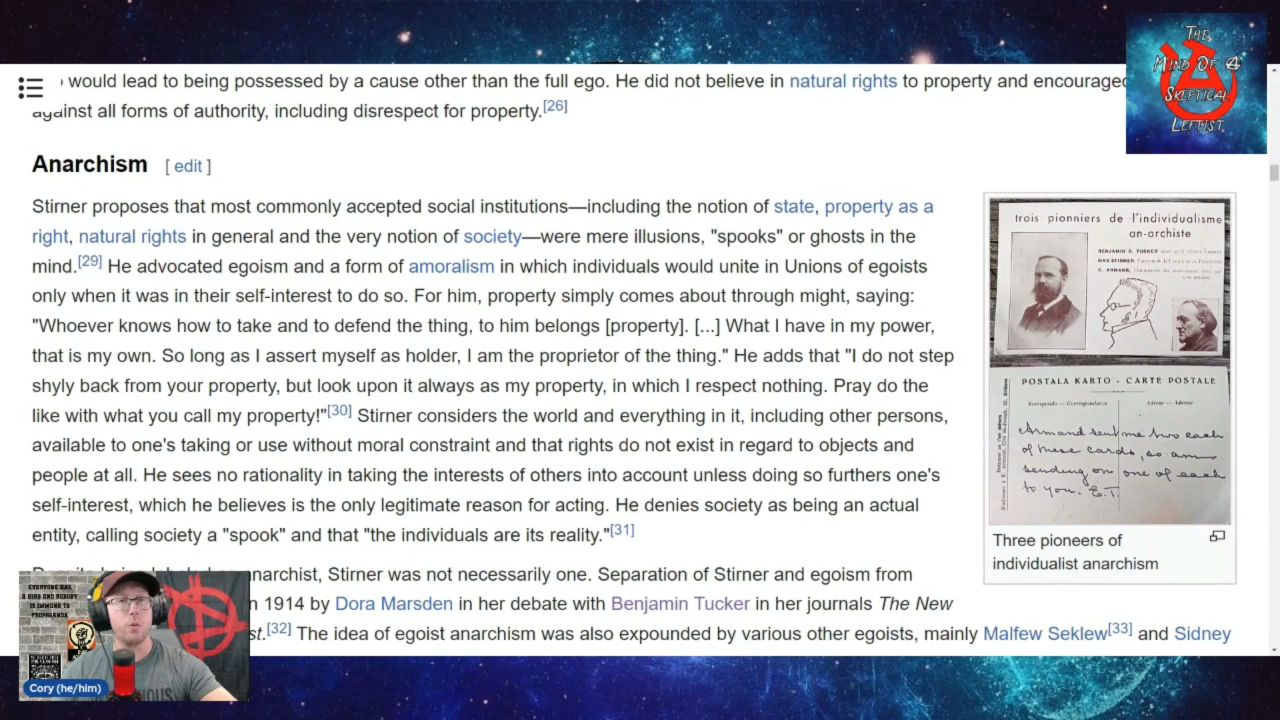 THE
MIND OF A
SKEPTICAL
LEFTIST
would lead to being possessed by a cause other than the full ego. He did not believe in natural rights to property and encouraged
against all forms of authority, including disrespect for property.[26]
Anarchism [ edit ]
Stirner proposes that most commonly accepted social institutions—including the notion of state, property as a
right, natural rights in general and the very notion of society—were mere illusions, "spooks" or ghosts in the
mind.[29] He advocated egoism and a form of amoralism in which individuals would unite in Unions of egoists
only when it was in their self-interest to do so. For him, property simply comes about through might, saying:
"Whoever knows how to take and to defend the thing, to him belongs [property]. [...] What I have in my power,
that is my own. So long as I assert myself as holder, I am the proprietor of the thing." He adds that "I do not step
shyly back from your property, but look upon it always as my property, in which I respect nothing. Pray do the
like with what you call my property!"[30] Stirner considers the world and everything in it, including other persons,
available to one's taking or use without moral constraint and that rights do not exist in regard to objects and
people at all. He sees no rationality in taking the interests of others into account unless doing so furthers one's
self-interest, which he believes is the only legitimate reason for acting. He denies society as being an actual
entity, calling society a "spook" and that "the individuals are its reality."[31]
anarchist, Stirner was not necessarily one. Separation of Stirner and egoism from
n 1914 by Dora Marsden in her debate with Benjamin Tucker in her journals The New
st.[32] The idea of egoist anarchism was also expounded by various other egoists, mainly Malfew Seklew[33] and Sidney
trois pionniers de l'individualisme
an-archiste
BENJAMIN R. TUCKER
MAX STIRNER
E. ARMAND
POSTALA KARTO - CARTE POSTALE
Armand sent me two each
of these cards, so am
sending on one of each
to you. E.T.
Three pioneers of
individualist anarchism
EVERYONE HAS
A BIAS AND NOBODY
IS IMMUNE TO
PROPAGANDA
Cory (he/him)